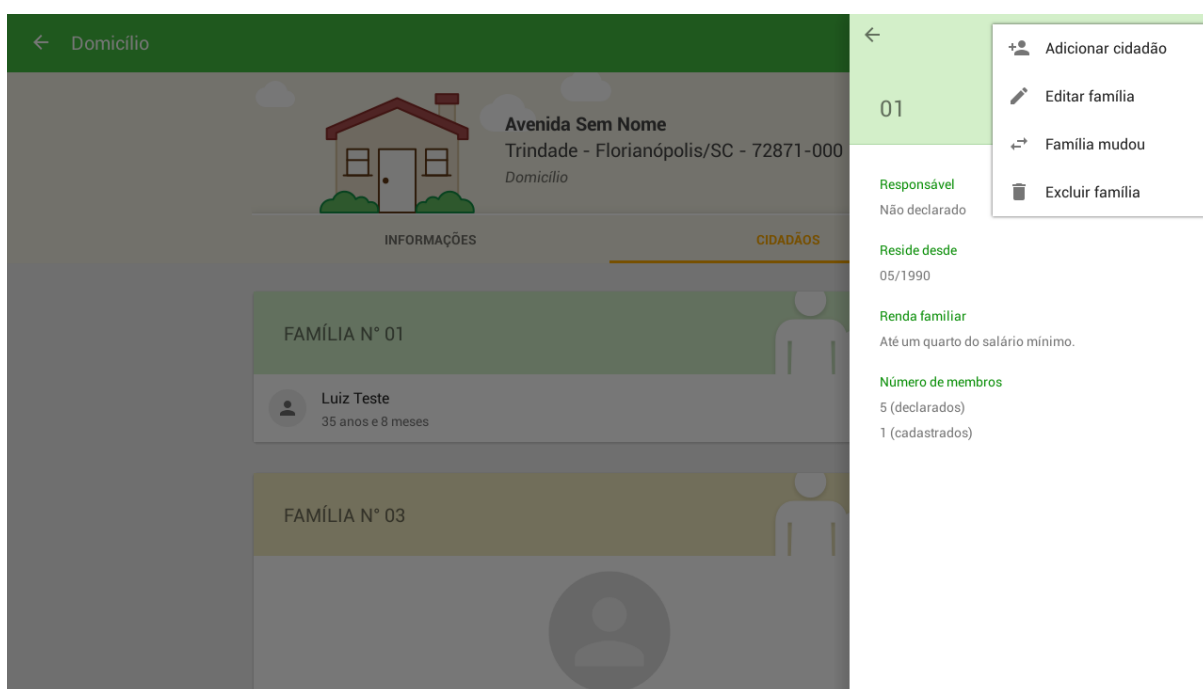 Domicílio
Avenida Sem Nome
Trindade - Florianópolis/SC - 72871-000
Domicílio
INFORMAÇÕES
CIDADÃOS
FAMÍLIA N° 01
Luiz Teste
35 anos e 8 meses
FAMÍLIA N° 03
01
Responsável
Não declarado
Reside desde
05/1990
Renda familiar
Até um quarto do salário mínimo.
Número de membros
5 (declarados)
1 (cadastrados)
Adicionar cidadão
Editar família
Família mudou
Excluir família